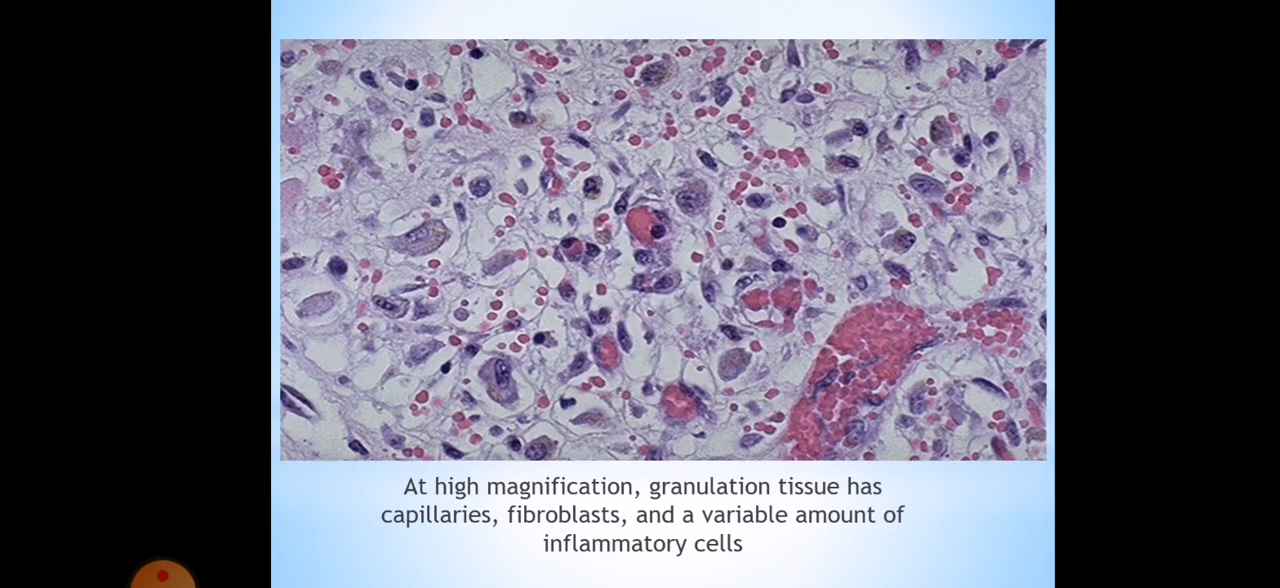 At high magnification, granulation tissue has
capillaries, fibroblasts, and a variable amount of
inflammatory cells